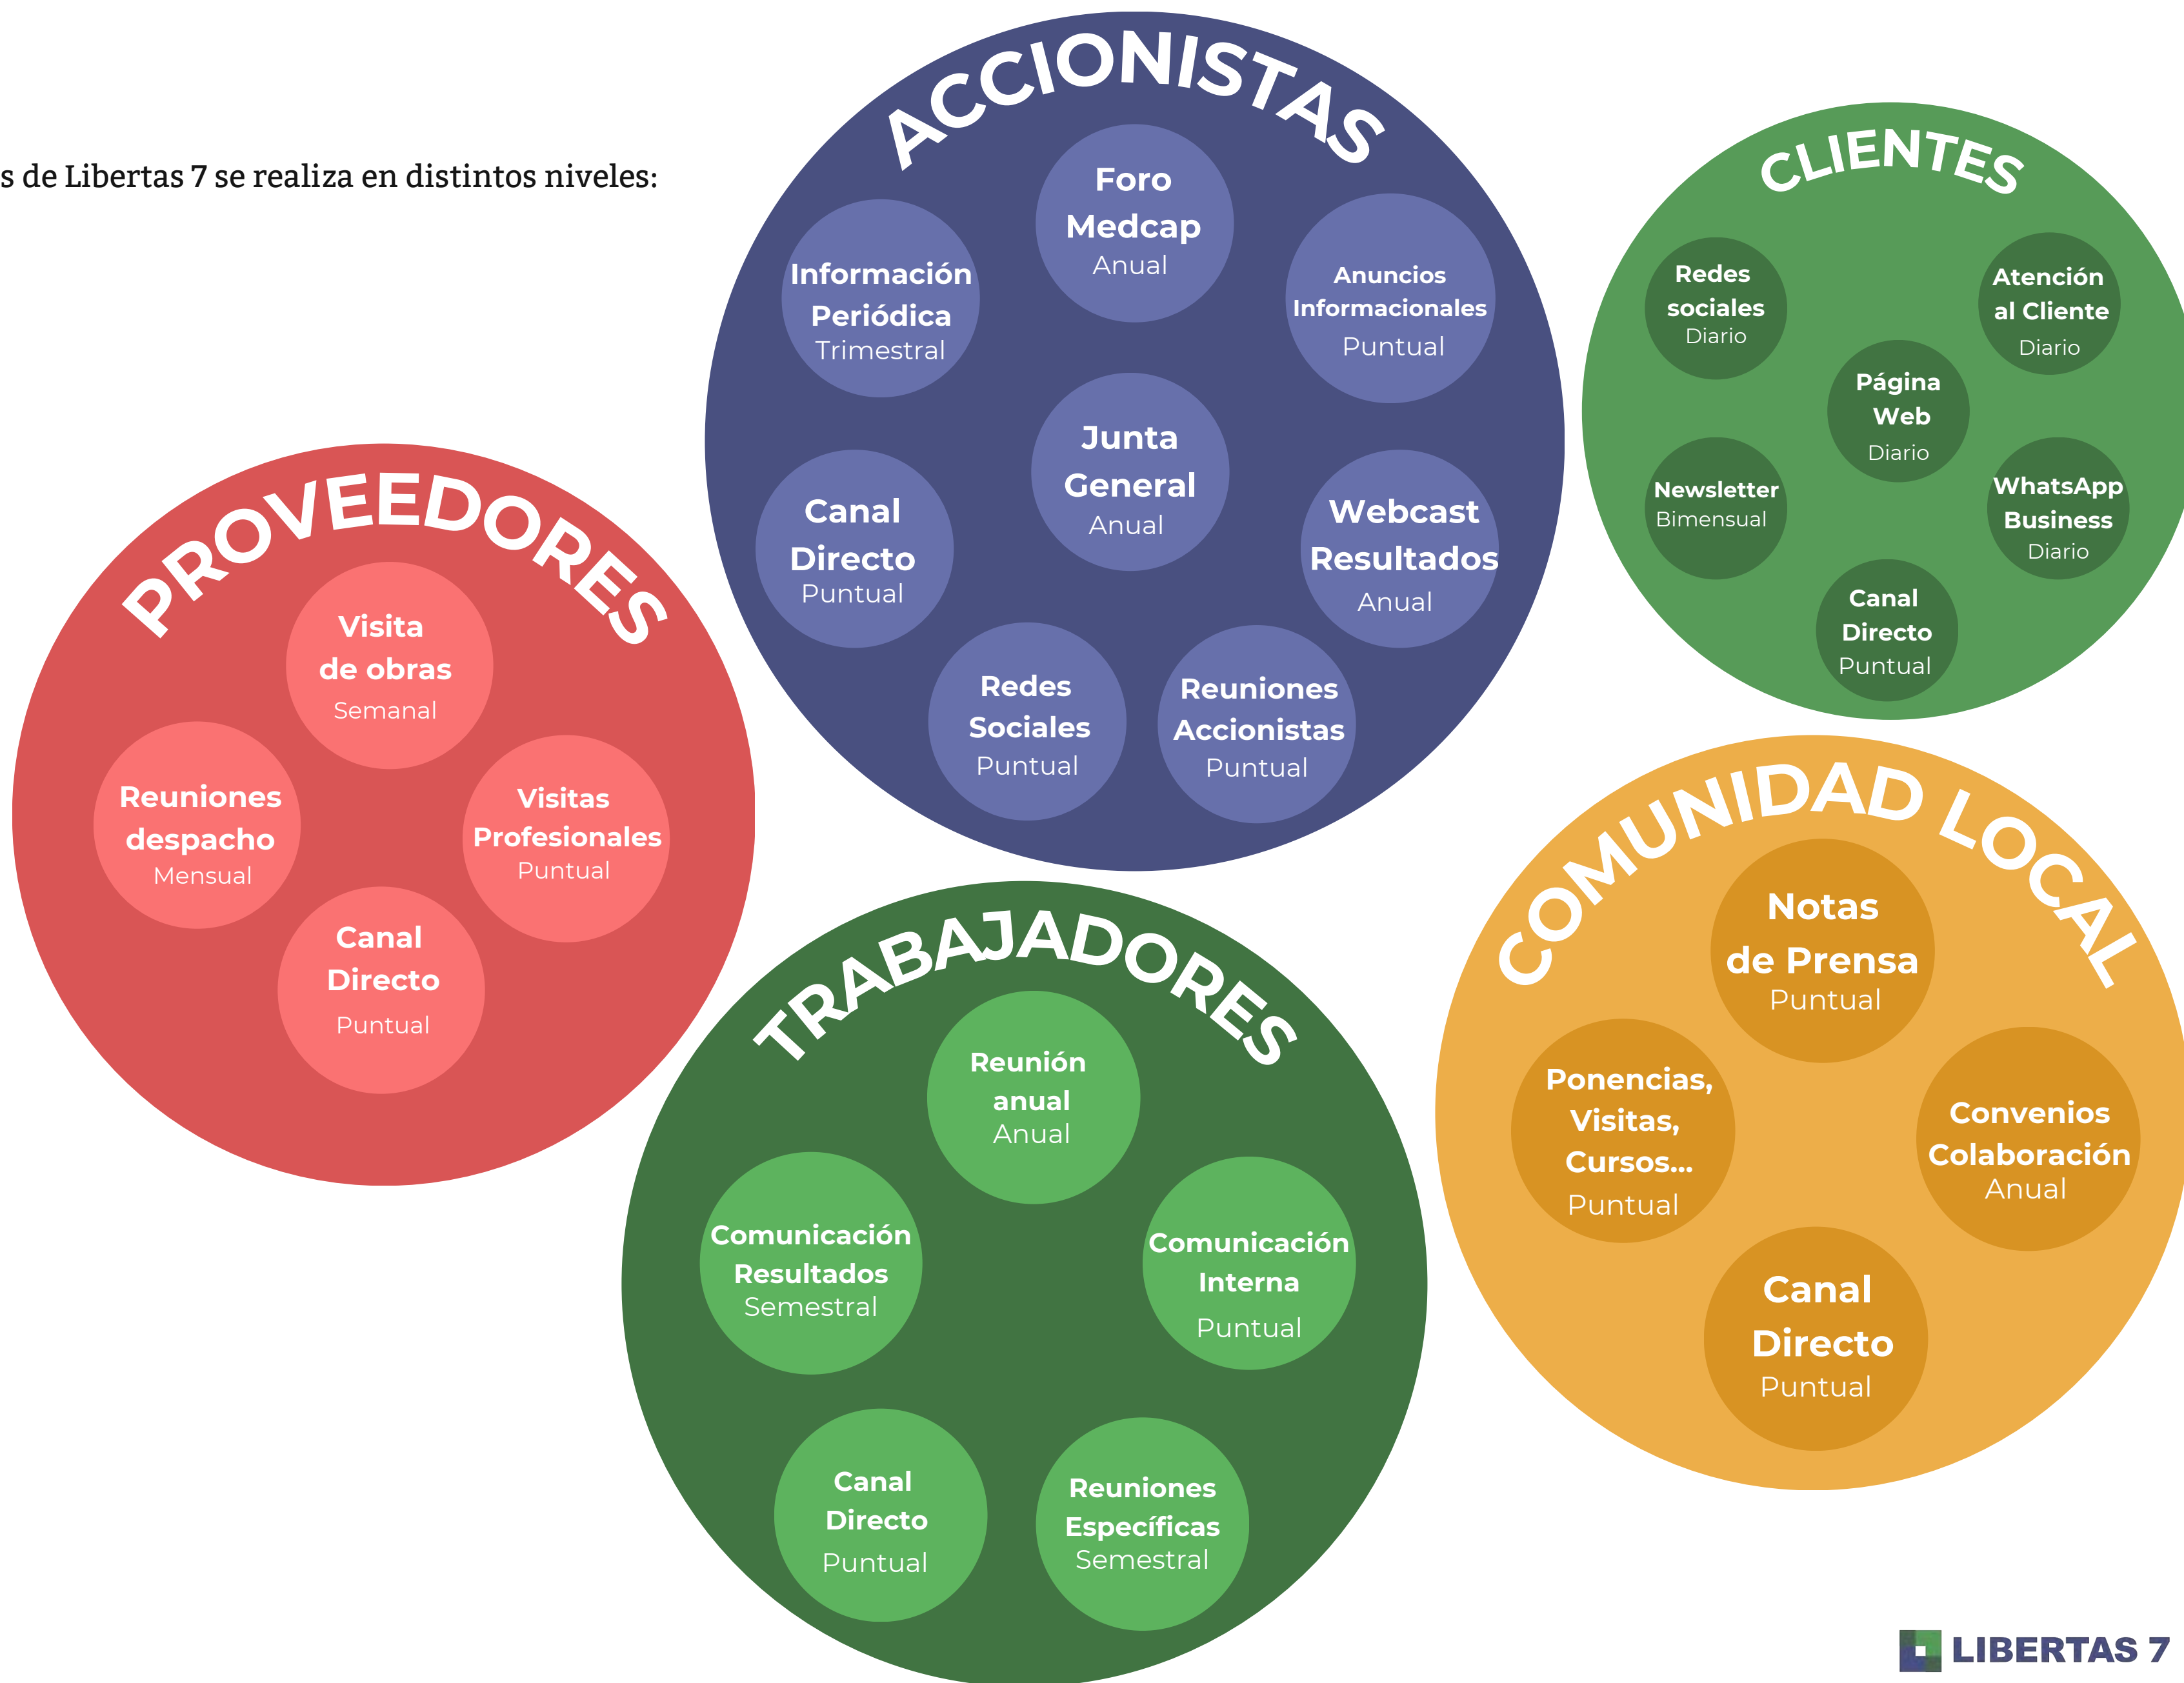 s de Libertas 7 se realiza en distintos niveles:
ACCIONISTAS
Foro
Medcap
Anual
Información
Periódica
Trimestral
Anuncios
Informacionales
Puntual
Junta
General
Anual
Canal
Directo
Puntual
Webcast
Resultados
Anual
Redes
Sociales
Puntual
Reuniones
Accionistas
Puntual
CLIENTES
Redes
sociales
Diario
Atención
al Cliente
Diario
Página
Web
Diario
Newsletter
Bimensual
WhatsApp
Business
Diario
Canal
Directo
Puntual
PROVEEDORES
Visita
de obras
Semanal
Reuniones
despacho
Mensual
Visitas
Profesionales
Puntual
Canal
Directo
Puntual
TRABAJADORES
Reunión
anual
Anual
Comunicación
Resultados
Semestral
Comunicación
Interna
Puntual
Canal
Directo
Puntual
Reuniones
Específicas
Semestral
COMUNIDAD LOCAL
Notas
de Prensa
Puntual
Ponencias,
Visitas,
Cursos...
Puntual
Convenios
Colaboración
Anual
Canal
Directo
Puntual
LIBERTAS 7